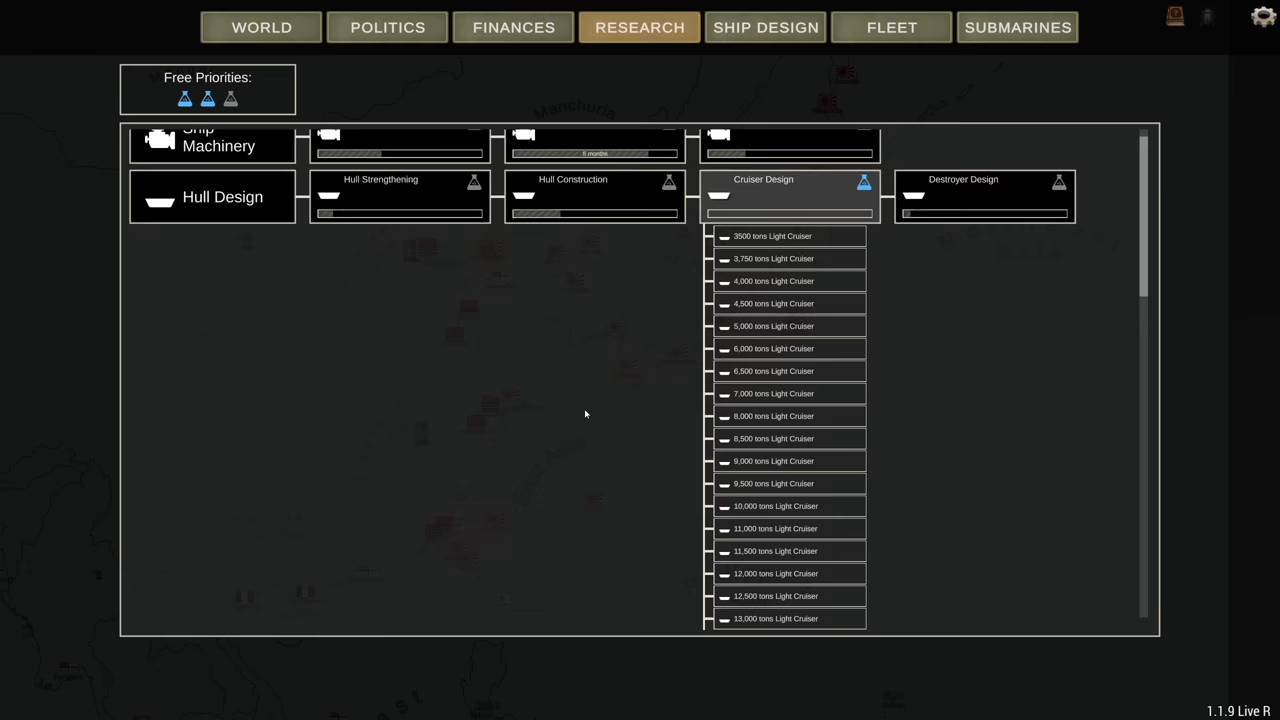 WORLD
POLITICS
FINANCES
RESEARCH
SHIP DESIGN
FLEET
SUBMARINES
Free Priorities:
Manchuria
Ship
Machinery
6 months
Hull Design
Hull Strengthening
Hull Construction
Cruiser Design
Destroyer Design
3500 tons Light Cruiser
3,750 tons Light Cruiser
4,000 tons Light Cruiser
4,500 tons Light Cruiser
5,000 tons Light Cruiser
6,000 tons Light Cruiser
6,500 tons Light Cruiser
7,000 tons Light Cruiser
8,000 tons Light Cruiser
8,500 tons Light Cruiser
9,000 tons Light Cruiser
9,500 tons Light Cruiser
10,000 tons Light Cruiser
11,000 tons Light Cruiser
11,500 tons Light Cruiser
12,000 tons Light Cruiser
12,500 tons Light Cruiser
13,000 tons Light Cruiser
1.1.9 Live R